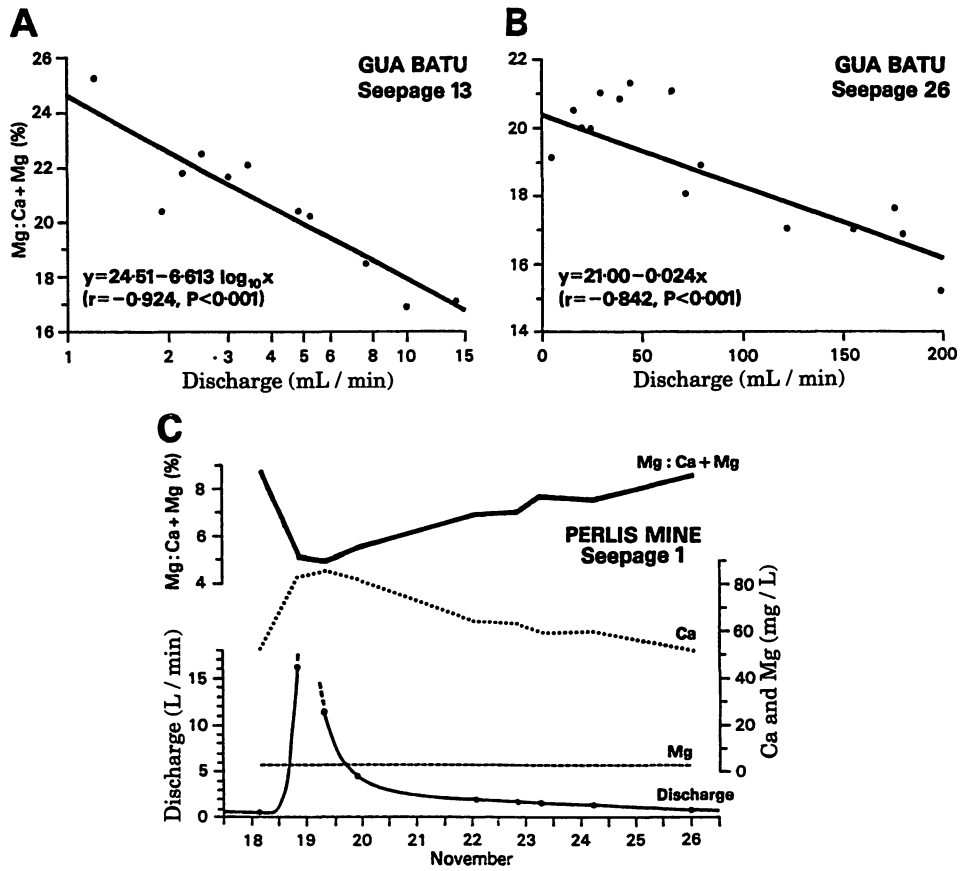 A
GUA BATU
Seepage 13
Mg:Ca+Mg (%)
26
24
22
20
18
16
y=24·51−6·613 log₁₀x
(r=−0·924, P<0·001)
1 2 3 4 5 6 8 10 15
Discharge (mL / min)
B
GUA BATU
Seepage 26
22
20
18
16
14
y=21·00−0·024x
(r=−0·842, P<0·001)
0 50 100 150 200
Discharge (mL / min)
C
Mg:Ca+Mg (%)
8
6
4
Mg : Ca+Mg
PERLIS MINE
Seepage 1
Discharge (L / min)
15
10
5
0
Ca
Mg
Discharge
80
60
40
20
0
Ca and Mg (mg / L)
18 19 20 21 22 23 24 25 26
November